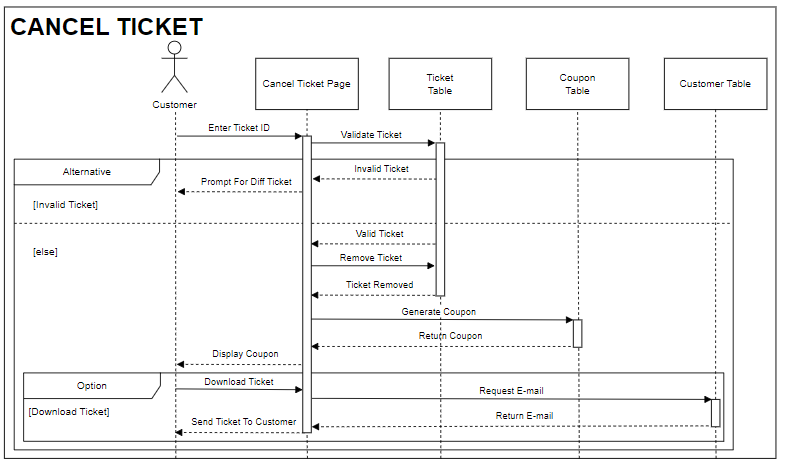 CANCEL TICKET
Customer
Cancel Ticket Page
Ticket
Table
Coupon
Table
Customer Table
Enter Ticket ID
Validate Ticket
Alternative
Invalid Ticket
Prompt For Diff Ticket
[Invalid Ticket]
Valid Ticket
[else]
Remove Ticket
Ticket Removed
Generate Coupon
Return Coupon
Display Coupon
Option
Download Ticket
Request E-mail
[Download Ticket]
Return E-mail
Send Ticket To Customer